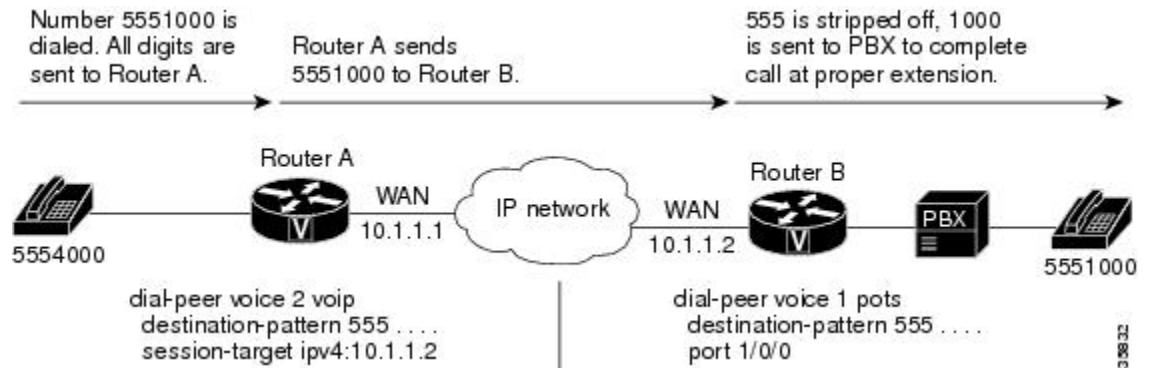 Number 5551000 is
dialed. All digits are
sent to Router A.
Router A sends
5551000 to Router B.
555 is stripped off, 1000
is sent to PBX to complete
call at proper extension.
Router A
WAN
10.1.1.1
IP network
WAN
10.1.1.2
Router B
V
V
PBX
5554000
5551000
dial-peer voice 2 voip
destination-pattern 555 . . . .
session-target ipv4:10.1.1.2
dial-peer voice 1 pots
destination-pattern 555 . . . .
port 1/0/0
35832